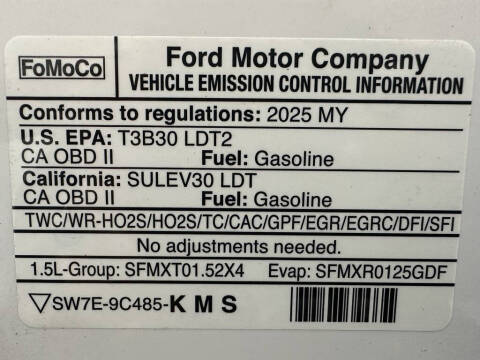 FoMoCo
Ford Motor Company
VEHICLE EMISSION CONTROL INFORMATION
Conforms to regulations: 2025 MY
U.S. EPA: T3B30 LDT2
CA OBD II Fuel: Gasoline
California: SULEV30 LDT
CA OBD II Fuel: Gasoline
TWC/WR-HO2S/HO2S/TC/CAC/GPF/EGR/EGRC/DFI/SFI
No adjustments needed.
1.5L-Group: SFMXT01.52X4 Evap: SFMXR0125GDF
SW7E-9C485-K M S